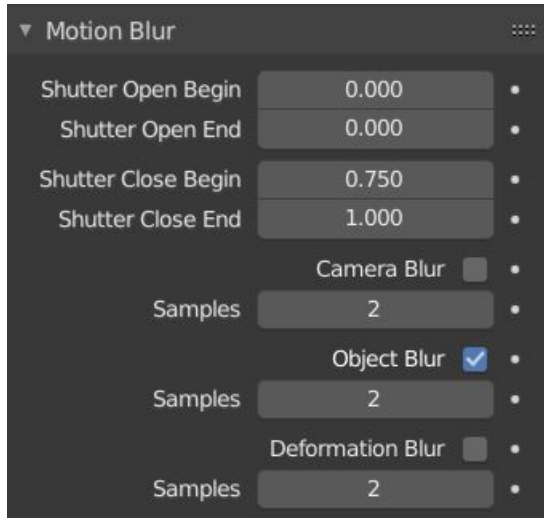 Motion Blur
Shutter Open Begin 0.000
Shutter Open End 0.000
Shutter Close Begin 0.750
Shutter Close End 1.000
Camera Blur
Samples 2
Object Blur
Samples 2
Deformation Blur
Samples 2